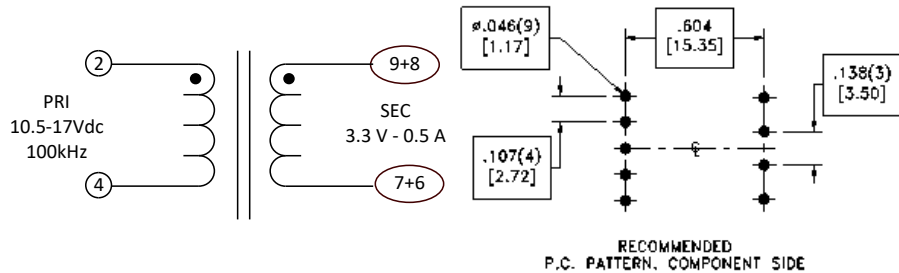 2
PRI
10.5-17Vdc
100kHz
4
9+8
SEC
3.3 V - 0.5 A
7+6
ø.046(9)
[1.17]
.604
[15.35]
.138(3)
[3.50]
.107(4)
[2.72]
℄
RECOMMENDED
P.C. PATTERN, COMPONENT SIDE